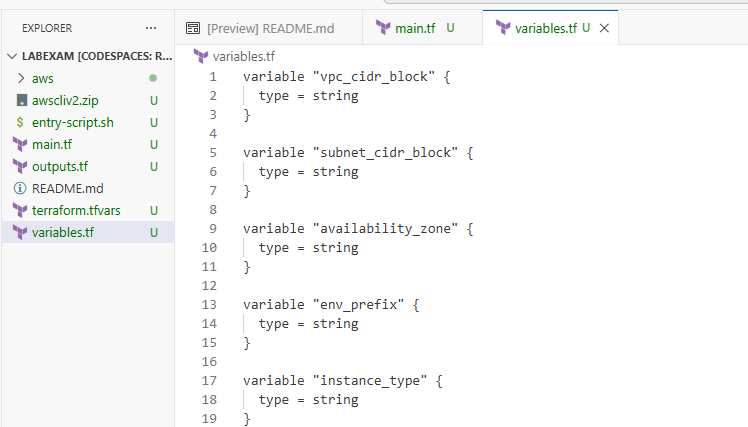 EXPLORER
LABEXAM [CODESPACES: R...
aws
awscliv2.zip U
$ entry-script.sh U
main.tf U
outputs.tf U
README.md
terraform.tfvars U
variables.tf U
[Preview] README.md
main.tf U
variables.tf U
variables.tf
1 variable "vpc_cidr_block" {
2 type = string
3 }
4
5 variable "subnet_cidr_block" {
6 type = string
7 }
8
9 variable "availability_zone" {
10 type = string
11 }
12
13 variable "env_prefix" {
14 type = string
15 }
16
17 variable "instance_type" {
18 type = string
19 }